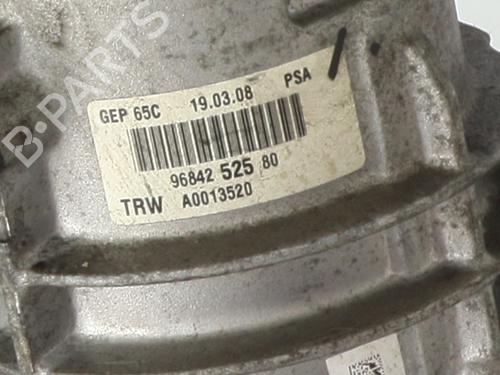 B-PARTS
GEP 65C 19.03.08 PSA
96842 525 80
TRW A0013520